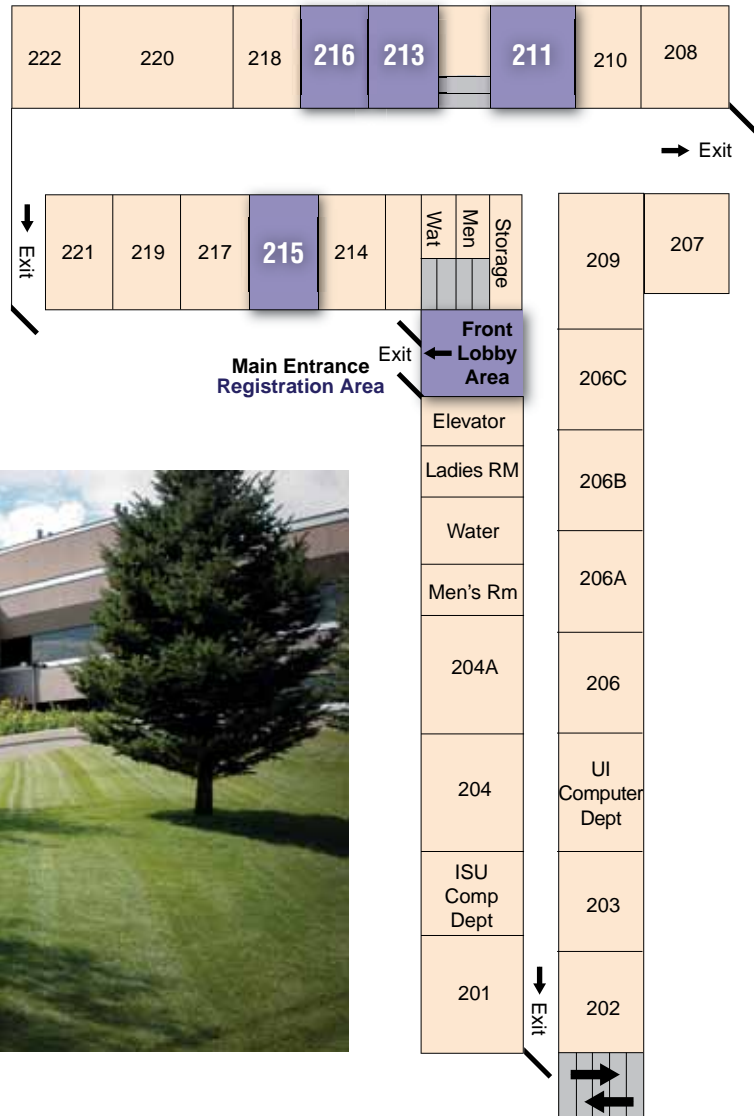 222
220
218
216
213
211
210
208
Exit
Exit
221
219
217
215
214
Wat
Men
Storage
209
207
Front
Lobby
Area
Exit
Main Entrance
Registration Area
206C
Elevator
Ladies RM
206B
Water
206A
Men's Rm
204A
206
204
UI
Computer
Dept
ISU
Comp
Dept
203
201
Exit
202